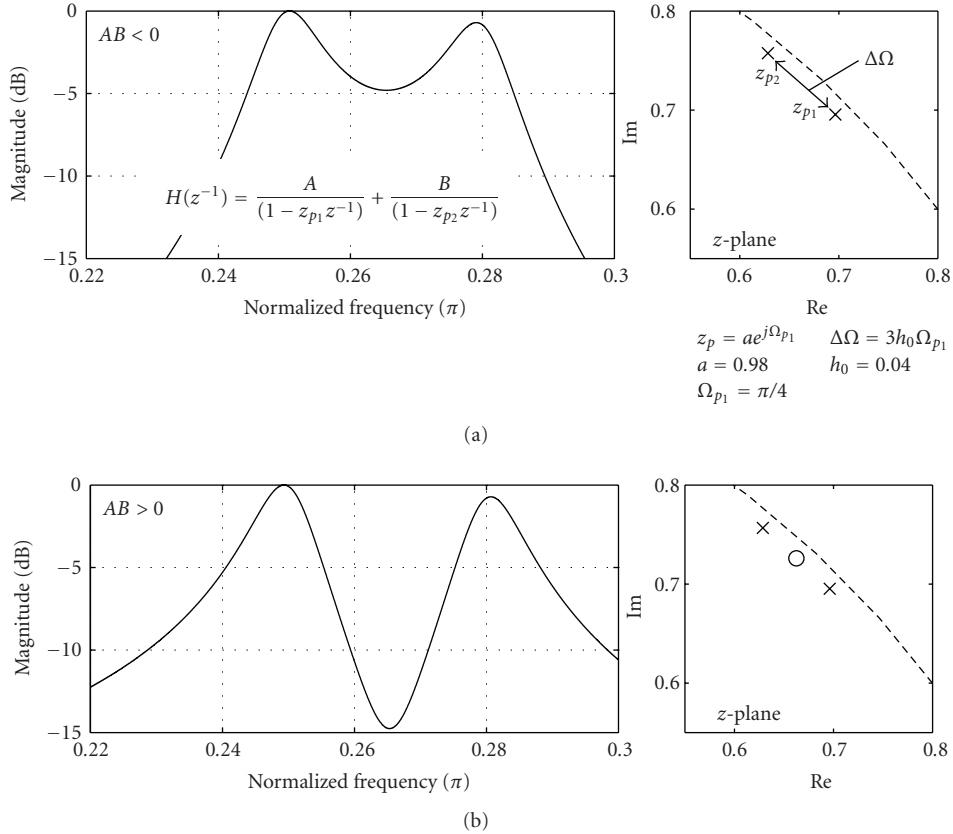 AB < 0
Magnitude (dB)
0
−5
−10
−15
0.22
0.24
0.26
0.28
0.3
Normalized frequency (π)
H(z⁻¹) = A/(1 − z_{p₁}z⁻¹) + B/(1 − z_{p₂}z⁻¹)
Im
0.8
0.7
0.6
0.6
0.7
0.8
Re
z_{p₂}
z_{p₁}
ΔΩ
z-plane
z_p = ae^{jΩ_{p₁}} ΔΩ = 3h₀Ω_{p₁}
a = 0.98 h₀ = 0.04
Ω_{p₁} = π/4
(a)
AB > 0
Magnitude (dB)
0
−5
−10
−15
0.22
0.24
0.26
0.28
0.3
Normalized frequency (π)
Im
0.8
0.7
0.6
0.6
0.7
0.8
Re
z-plane
(b)